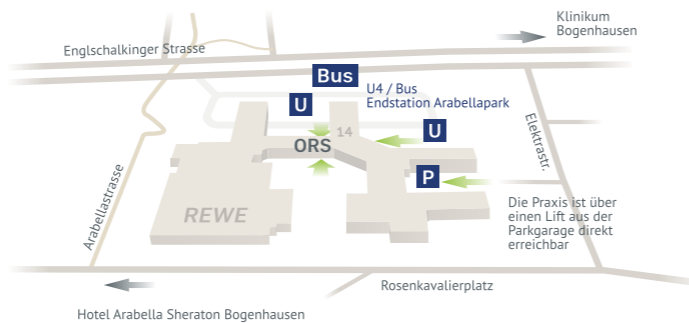 Klinikum
Bogenhausen
Englschalkinger Strasse
Bus
U4 / Bus
Endstation Arabellapark
U
U
14
ORS
Elektrastr.
P
Arabellastrasse
REWE
Die Praxis ist über
einen Lift aus der
Parkgarage direkt
erreichbar
Rosenkavalierplatz
Hotel Arabella Sheraton Bogenhausen